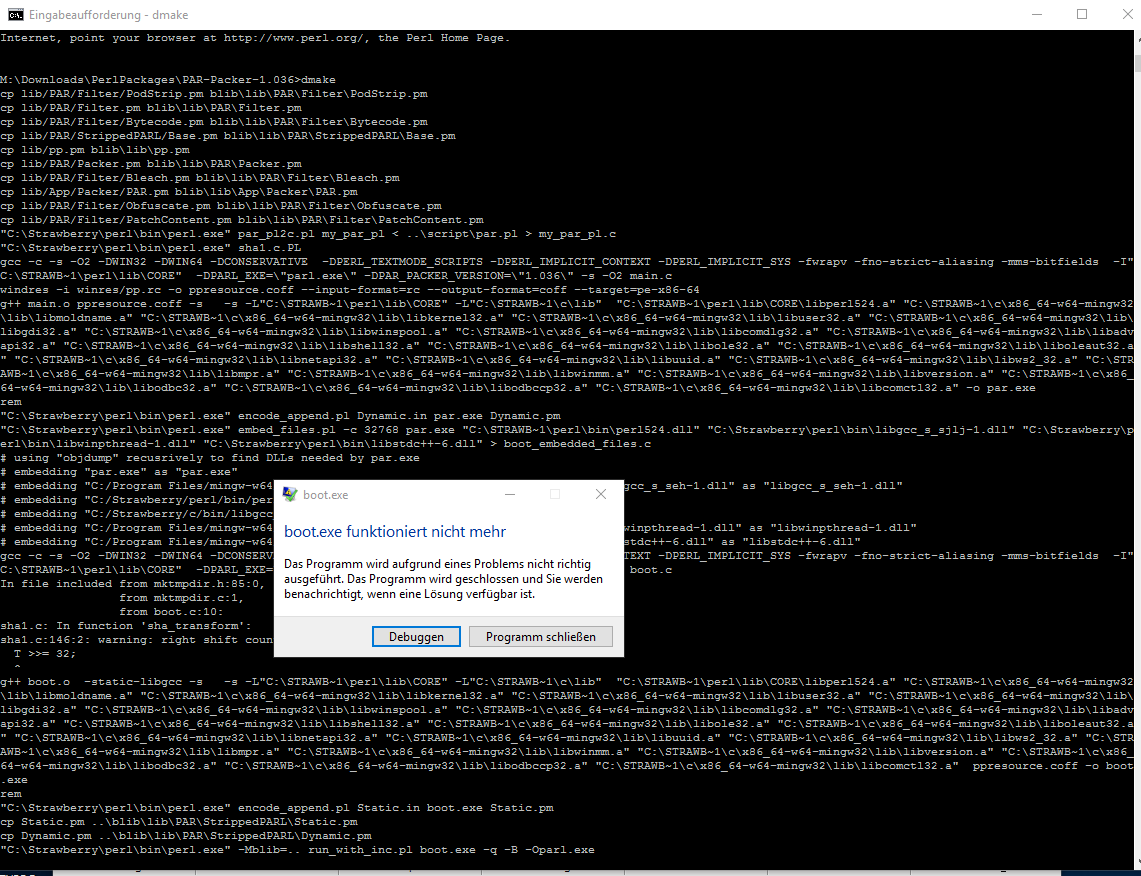 Eingabeaufforderung - dmake
Internet, point your browser at http://www.perl.org/, the Perl Home Page.
M:\Downloads\PerlPackages\PAR-Packer-1.036>dmake
cp lib/PAR/Filter/PodStrip.pm blib\lib\PAR\Filter\PodStrip.pm
cp lib/PAR/Filter.pm blib\lib\PAR\Filter.pm
cp lib/PAR/Filter/Bytecode.pm blib\lib\PAR\Filter\Bytecode.pm
cp lib/PAR/StrippedPARL/Base.pm blib\lib\PAR\StrippedPARL\Base.pm
cp lib/pp.pm blib\lib\pp.pm
cp lib/PAR/Packer.pm blib\lib\PAR\Packer.pm
cp lib/PAR/Filter/Bleach.pm blib\lib\PAR\Filter\Bleach.pm
cp lib/App/Packer/PAR.pm blib\lib\App\Packer\PAR.pm
cp lib/PAR/Filter/Obfuscate.pm blib\lib\PAR\Filter\Obfuscate.pm
cp lib/PAR/Filter/PatchContent.pm blib\lib\PAR\Filter\PatchContent.pm
"C:\Strawberry\perl\bin\perl.exe" par_pl2c.pl my_par_pl < ..\script\par.pl > my_par_pl.c
"C:\Strawberry\perl\bin\perl.exe" sha1.c.PL
gcc -c -s -O2 -DWIN32 -DWIN64 -DCONSERVATIVE  -DPERL_TEXTMODE_SCRIPTS -DPERL_IMPLICIT_CONTEXT -DPERL_IMPLICIT_SYS -fwrapv -fno-strict-aliasing -mms-bitfields  -I"
C:\STRAWB~1\perl\lib\CORE"  -DPARL_EXE=\"parl.exe\" -DPAR_PACKER_VERSION=\"1.036\" -s -O2 main.c
windres -i winres/pp.rc -o ppresource.coff --input-format=rc --output-format=coff --target=pe-x86-64
g++ main.o ppresource.coff -s   -s -L"C:\STRAWB~1\perl\lib\CORE" -L"C:\STRAWB~1\c\lib"  "C:\STRAWB~1\perl\lib\CORE\libperl524.a" "C:\STRAWB~1\c\x86_64-w64-mingw32
\lib\libmoldname.a" "C:\STRAWB~1\c\x86_64-w64-mingw32\lib\libkernel32.a" "C:\STRAWB~1\c\x86_64-w64-mingw32\lib\libuser32.a" "C:\STRAWB~1\c\x86_64-w64-mingw32\lib\
libgdi32.a" "C:\STRAWB~1\c\x86_64-w64-mingw32\lib\libwinspool.a" "C:\STRAWB~1\c\x86_64-w64-mingw32\lib\libcomdlg32.a" "C:\STRAWB~1\c\x86_64-w64-mingw32\lib\libadv
api32.a" "C:\STRAWB~1\c\x86_64-w64-mingw32\lib\libshell32.a" "C:\STRAWB~1\c\x86_64-w64-mingw32\lib\libole32.a" "C:\STRAWB~1\c\x86_64-w64-mingw32\lib\liboleaut32.a
" "C:\STRAWB~1\c\x86_64-w64-mingw32\lib\libnetapi32.a" "C:\STRAWB~1\c\x86_64-w64-mingw32\lib\libuuid.a" "C:\STRAWB~1\c\x86_64-w64-mingw32\lib\libws2_32.a" "C:\STR
AWB~1\c\x86_64-w64-mingw32\lib\libmpr.a" "C:\STRAWB~1\c\x86_64-w64-mingw32\lib\libwinmm.a" "C:\STRAWB~1\c\x86_64-w64-mingw32\lib\libversion.a" "C:\STRAWB~1\c\x86_
64-w64-mingw32\lib\libodbc32.a" "C:\STRAWB~1\c\x86_64-w64-mingw32\lib\libodbccp32.a" "C:\STRAWB~1\c\x86_64-w64-mingw32\lib\libcomctl32.a" -o par.exe
rem
"C:\Strawberry\perl\bin\perl.exe" encode_append.pl Dynamic.in par.exe Dynamic.pm
"C:\Strawberry\perl\bin\perl.exe" embed_files.pl -c 32768 par.exe "C:\STRAWB~1\perl\bin\perl524.dll" "C:\Strawberry\perl\bin\libgcc_s_sjlj-1.dll" "C:\Strawberry\p
erl\bin\libwinpthread-1.dll" "C:\Strawberry\perl\bin\libstdc++-6.dll" > boot_embedded_files.c
# using "objdump" recusrively to find DLLs needed by par.exe
# embedding "par.exe" as "par.exe"
# embedding "C:/Program Files/mingw-w64 gcc_s_seh-1.dll" as "libgcc_s_seh-1.dll"
# embedding "C:/Strawberry/perl/bin/per
# embedding "C:/Strawberry/c/bin/libgcc
# embedding "C:/Program Files/mingw-w64 winpthread-1.dll" as "libwinpthread-1.dll"
# embedding "C:/Program Files/mingw-w64 stdc++-6.dll" as "libstdc++-6.dll"
gcc -c -s -O2 -DWIN32 -DWIN64 -DCONSERV TEXT -DPERL_IMPLICIT_SYS -fwrapv -fno-strict-aliasing -mms-bitfields  -I"
C:\STRAWB~1\perl\lib\CORE"  -DPARL_EXE= boot.c
In file included from mktmpdir.h:85:0,
                 from mktmpdir.c:1,
                 from boot.c:10:
sha1.c: In function 'sha_transform':
sha1.c:146:2: warning: right shift coun
  T >>= 32;
  ^
boot.exe
boot.exe funktioniert nicht mehr
Das Programm wird aufgrund eines Problems nicht richtig
ausgeführt. Das Programm wird geschlossen und Sie werden
benachrichtigt, wenn eine Lösung verfügbar ist.
Debuggen
Programm schließen
g++ boot.o  -static-libgcc -s   -s -L"C:\STRAWB~1\perl\lib\CORE" -L"C:\STRAWB~1\c\lib"  "C:\STRAWB~1\perl\lib\CORE\libperl524.a" "C:\STRAWB~1\c\x86_64-w64-mingw32
\lib\libmoldname.a" "C:\STRAWB~1\c\x86_64-w64-mingw32\lib\libkernel32.a" "C:\STRAWB~1\c\x86_64-w64-mingw32\lib\libuser32.a" "C:\STRAWB~1\c\x86_64-w64-mingw32\lib\
libgdi32.a" "C:\STRAWB~1\c\x86_64-w64-mingw32\lib\libwinspool.a" "C:\STRAWB~1\c\x86_64-w64-mingw32\lib\libcomdlg32.a" "C:\STRAWB~1\c\x86_64-w64-mingw32\lib\libadv
api32.a" "C:\STRAWB~1\c\x86_64-w64-mingw32\lib\libshell32.a" "C:\STRAWB~1\c\x86_64-w64-mingw32\lib\libole32.a" "C:\STRAWB~1\c\x86_64-w64-mingw32\lib\liboleaut32.a
" "C:\STRAWB~1\c\x86_64-w64-mingw32\lib\libnetapi32.a" "C:\STRAWB~1\c\x86_64-w64-mingw32\lib\libuuid.a" "C:\STRAWB~1\c\x86_64-w64-mingw32\lib\libws2_32.a" "C:\STR
AWB~1\c\x86_64-w64-mingw32\lib\libmpr.a" "C:\STRAWB~1\c\x86_64-w64-mingw32\lib\libwinmm.a" "C:\STRAWB~1\c\x86_64-w64-mingw32\lib\libversion.a" "C:\STRAWB~1\c\x86_
64-w64-mingw32\lib\libodbc32.a" "C:\STRAWB~1\c\x86_64-w64-mingw32\lib\libodbccp32.a" "C:\STRAWB~1\c\x86_64-w64-mingw32\lib\libcomctl32.a"  ppresource.coff -o boot
.exe
rem
"C:\Strawberry\perl\bin\perl.exe" encode_append.pl Static.in boot.exe Static.pm
cp Static.pm ..\blib\lib\PAR\StrippedPARL\Static.pm
cp Dynamic.pm ..\blib\lib\PAR\StrippedPARL\Dynamic.pm
"C:\Strawberry\perl\bin\perl.exe" -Mblib=.. run_with_inc.pl boot.exe -q -B -Oparl.exe